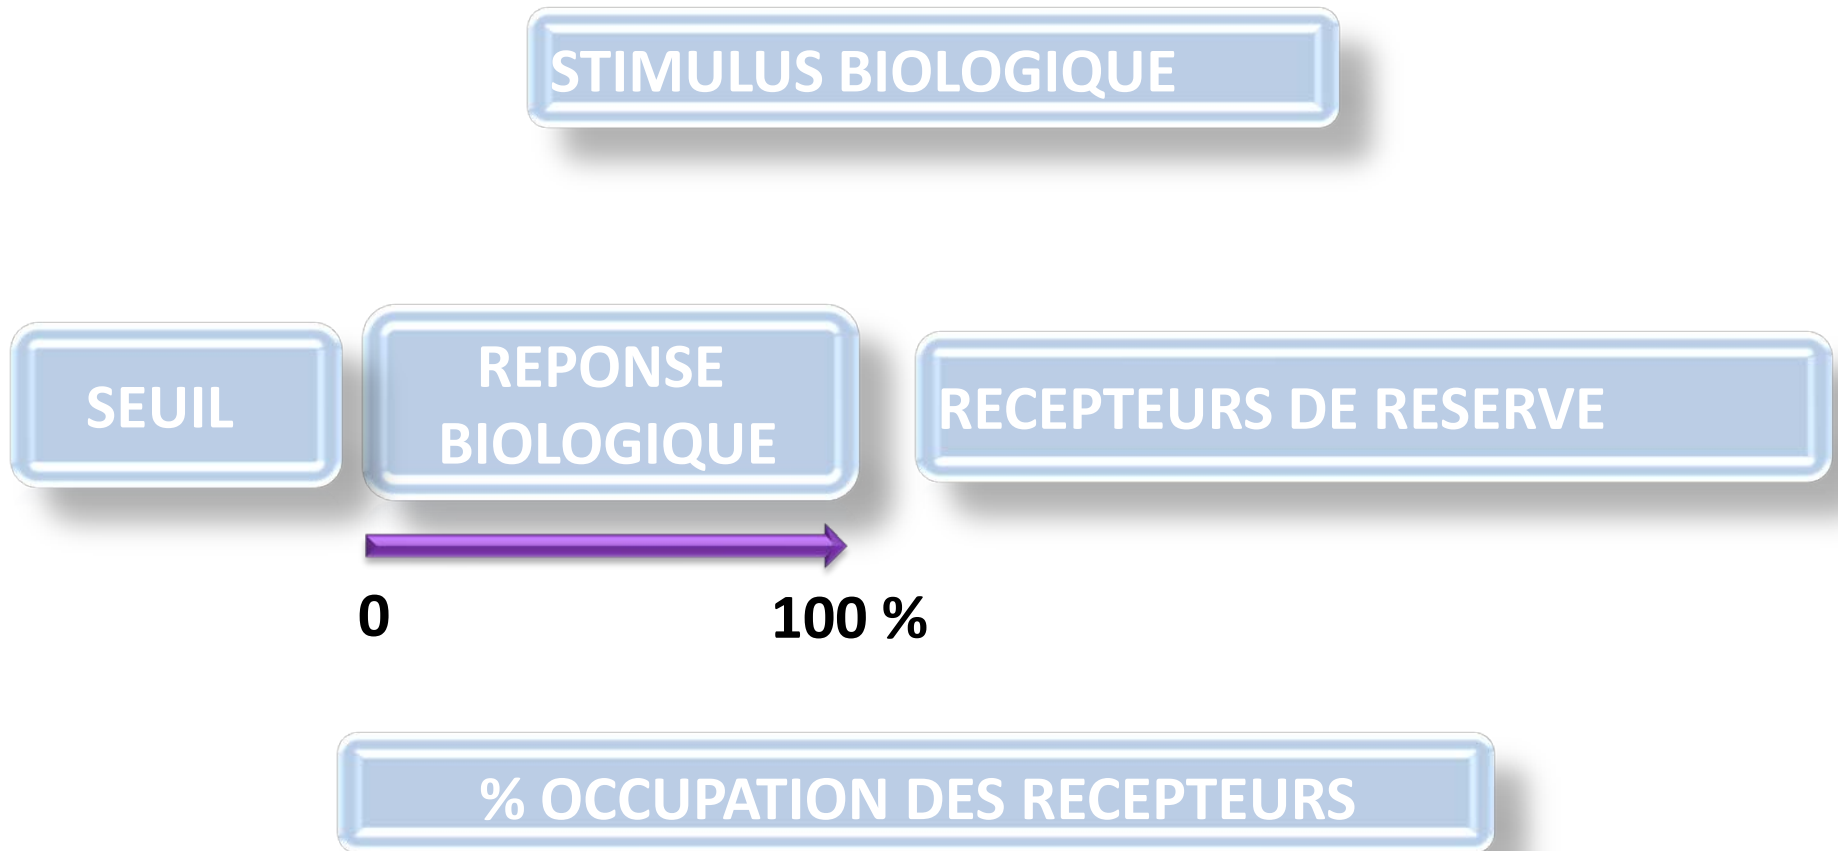 STIMULUS BIOLOGIQUE
SEUIL
REPONSE
BIOLOGIQUE
RECEPTEURS DE RESERVE
0
100 %
% OCCUPATION DES RECEPTEURS